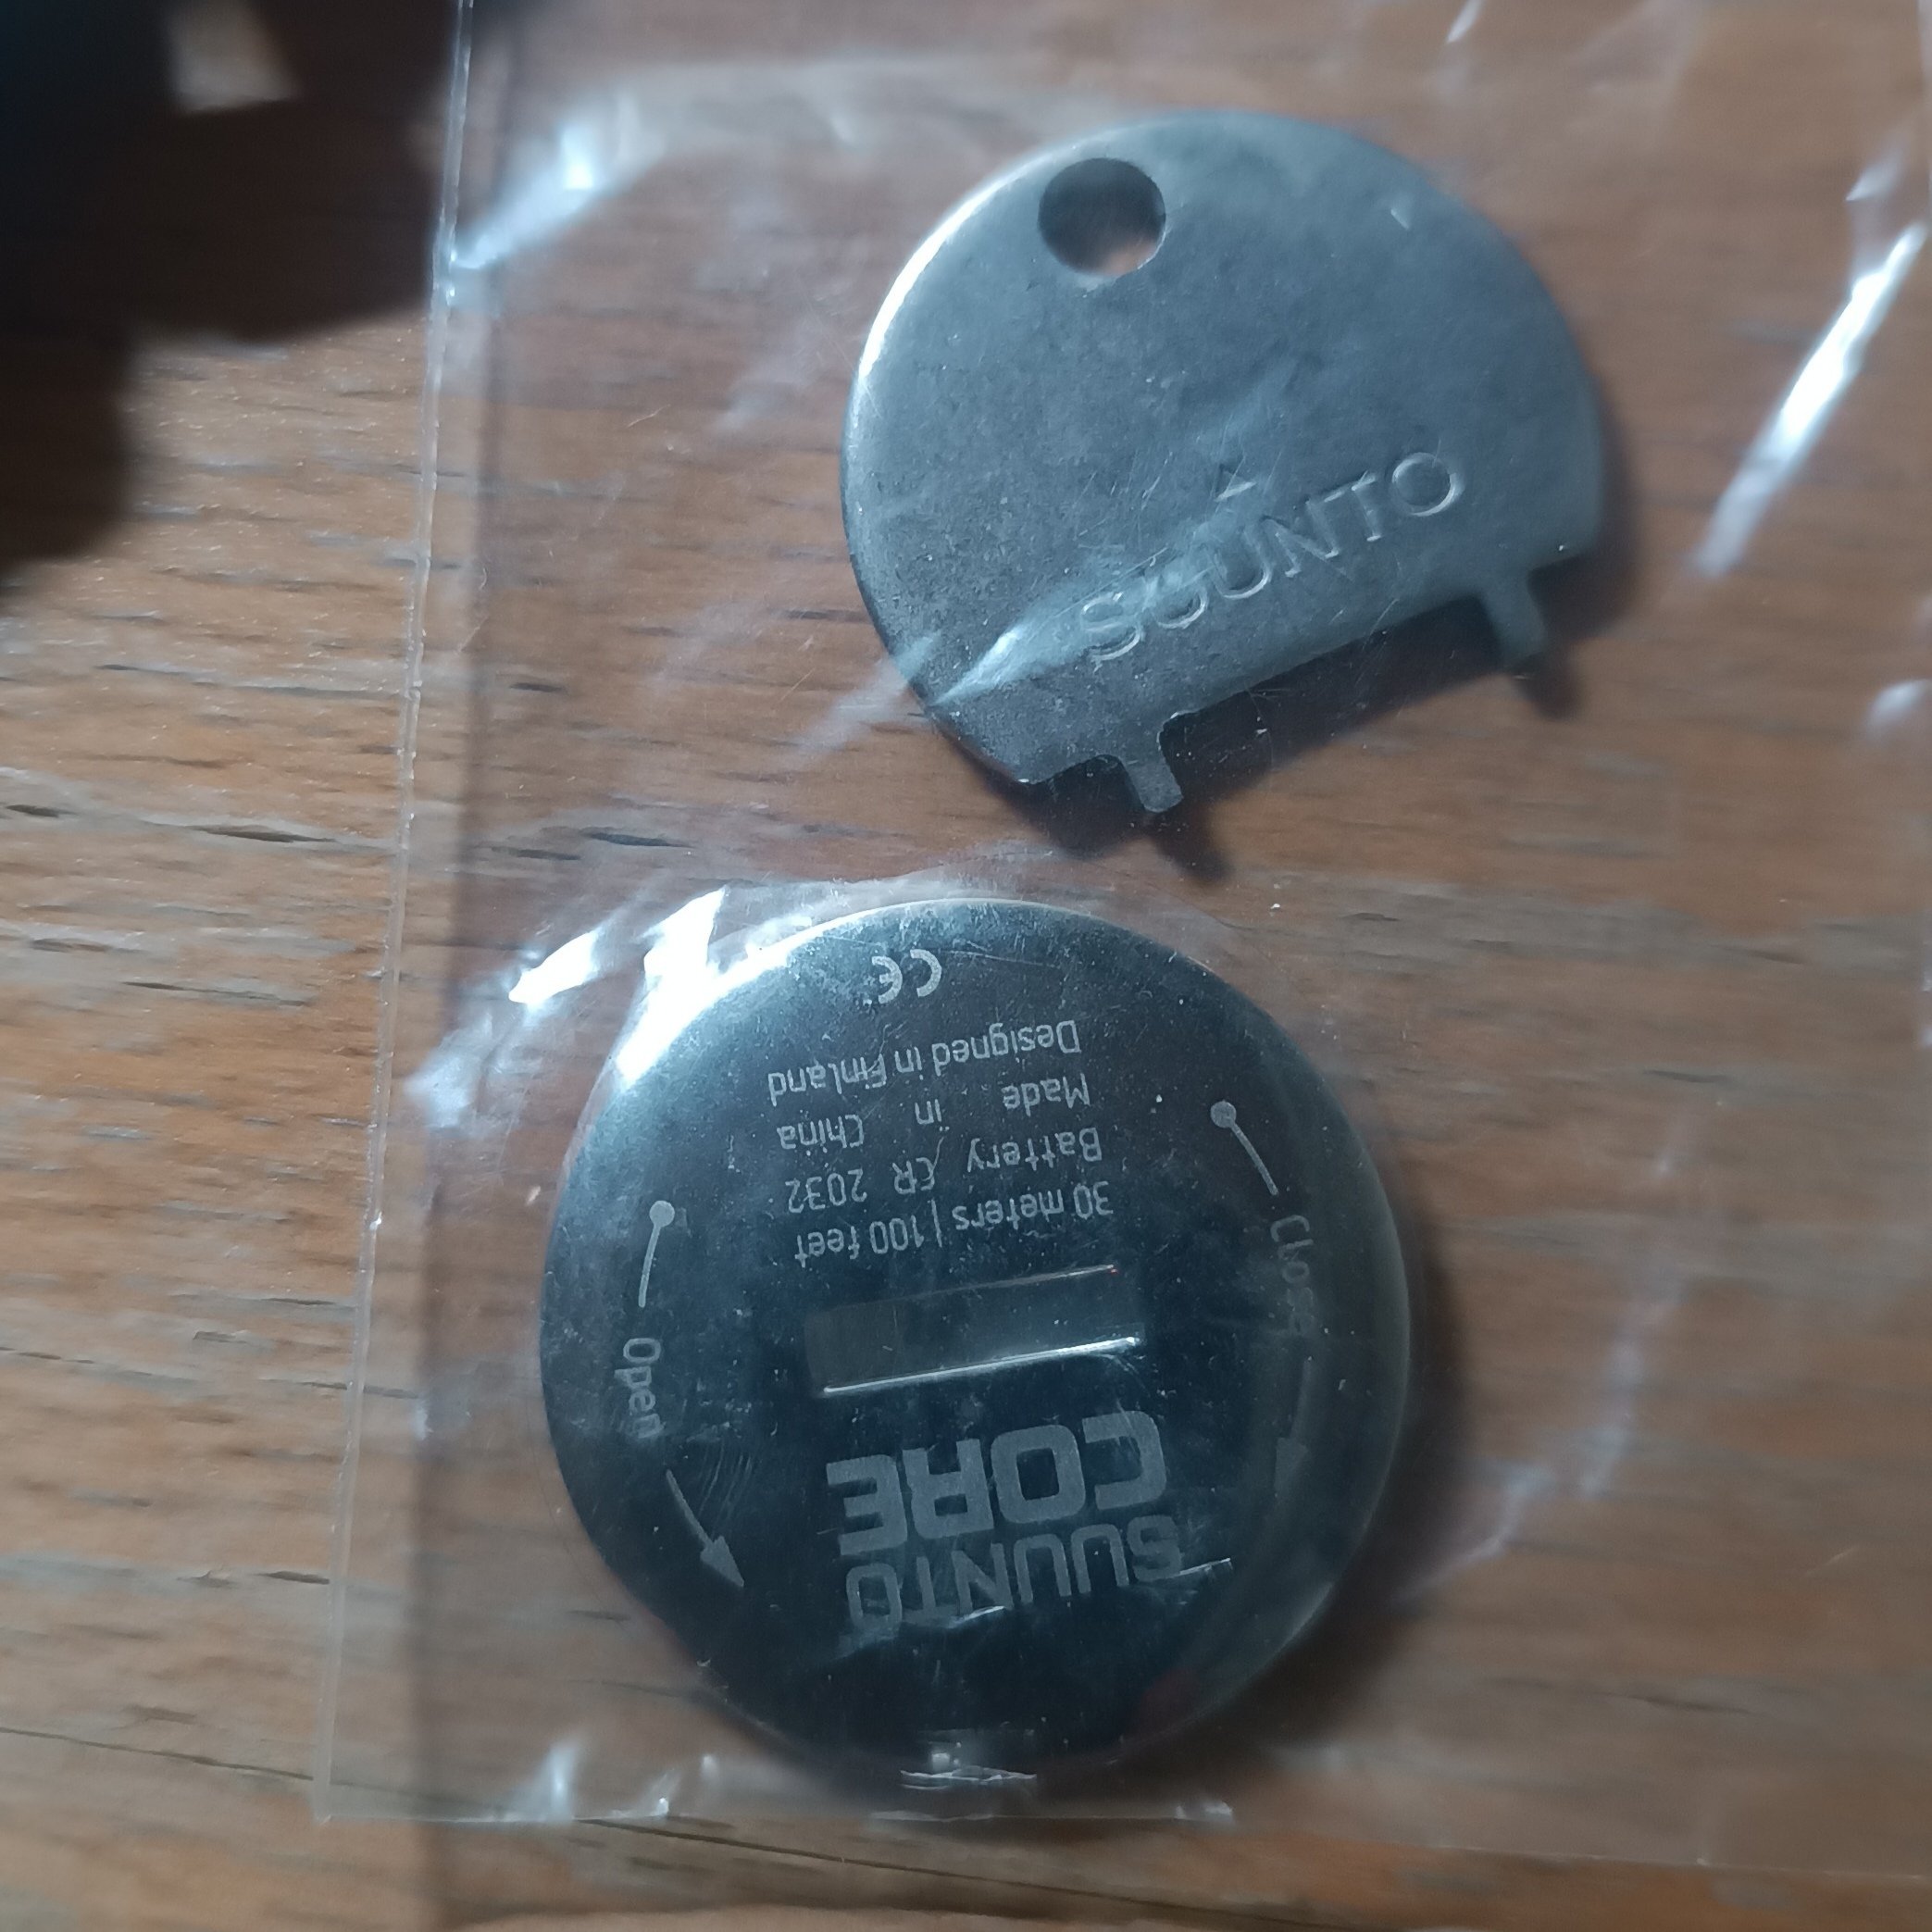 SUUNTO
SUUNTO
CORE
30 meters | 100 feet
Battery CR 2032
Made in China
Designed in Finland
CE
Open
Close